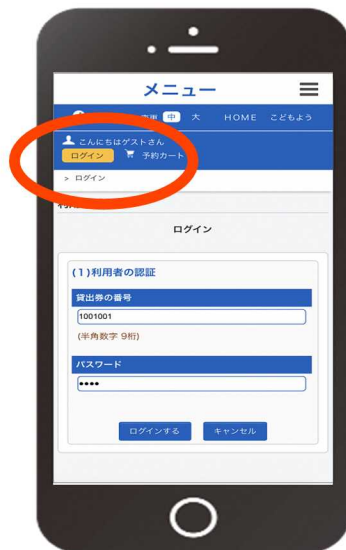 メニュー
中 大 HOME こどもよう
こんにちはゲストさん
ログイン 予約カート
> ログイン
ログイン
(1)利用者の認証
貸出券の番号
1001001
(半角数字 9桁)
パスワード
••••
ログインする キャンセル